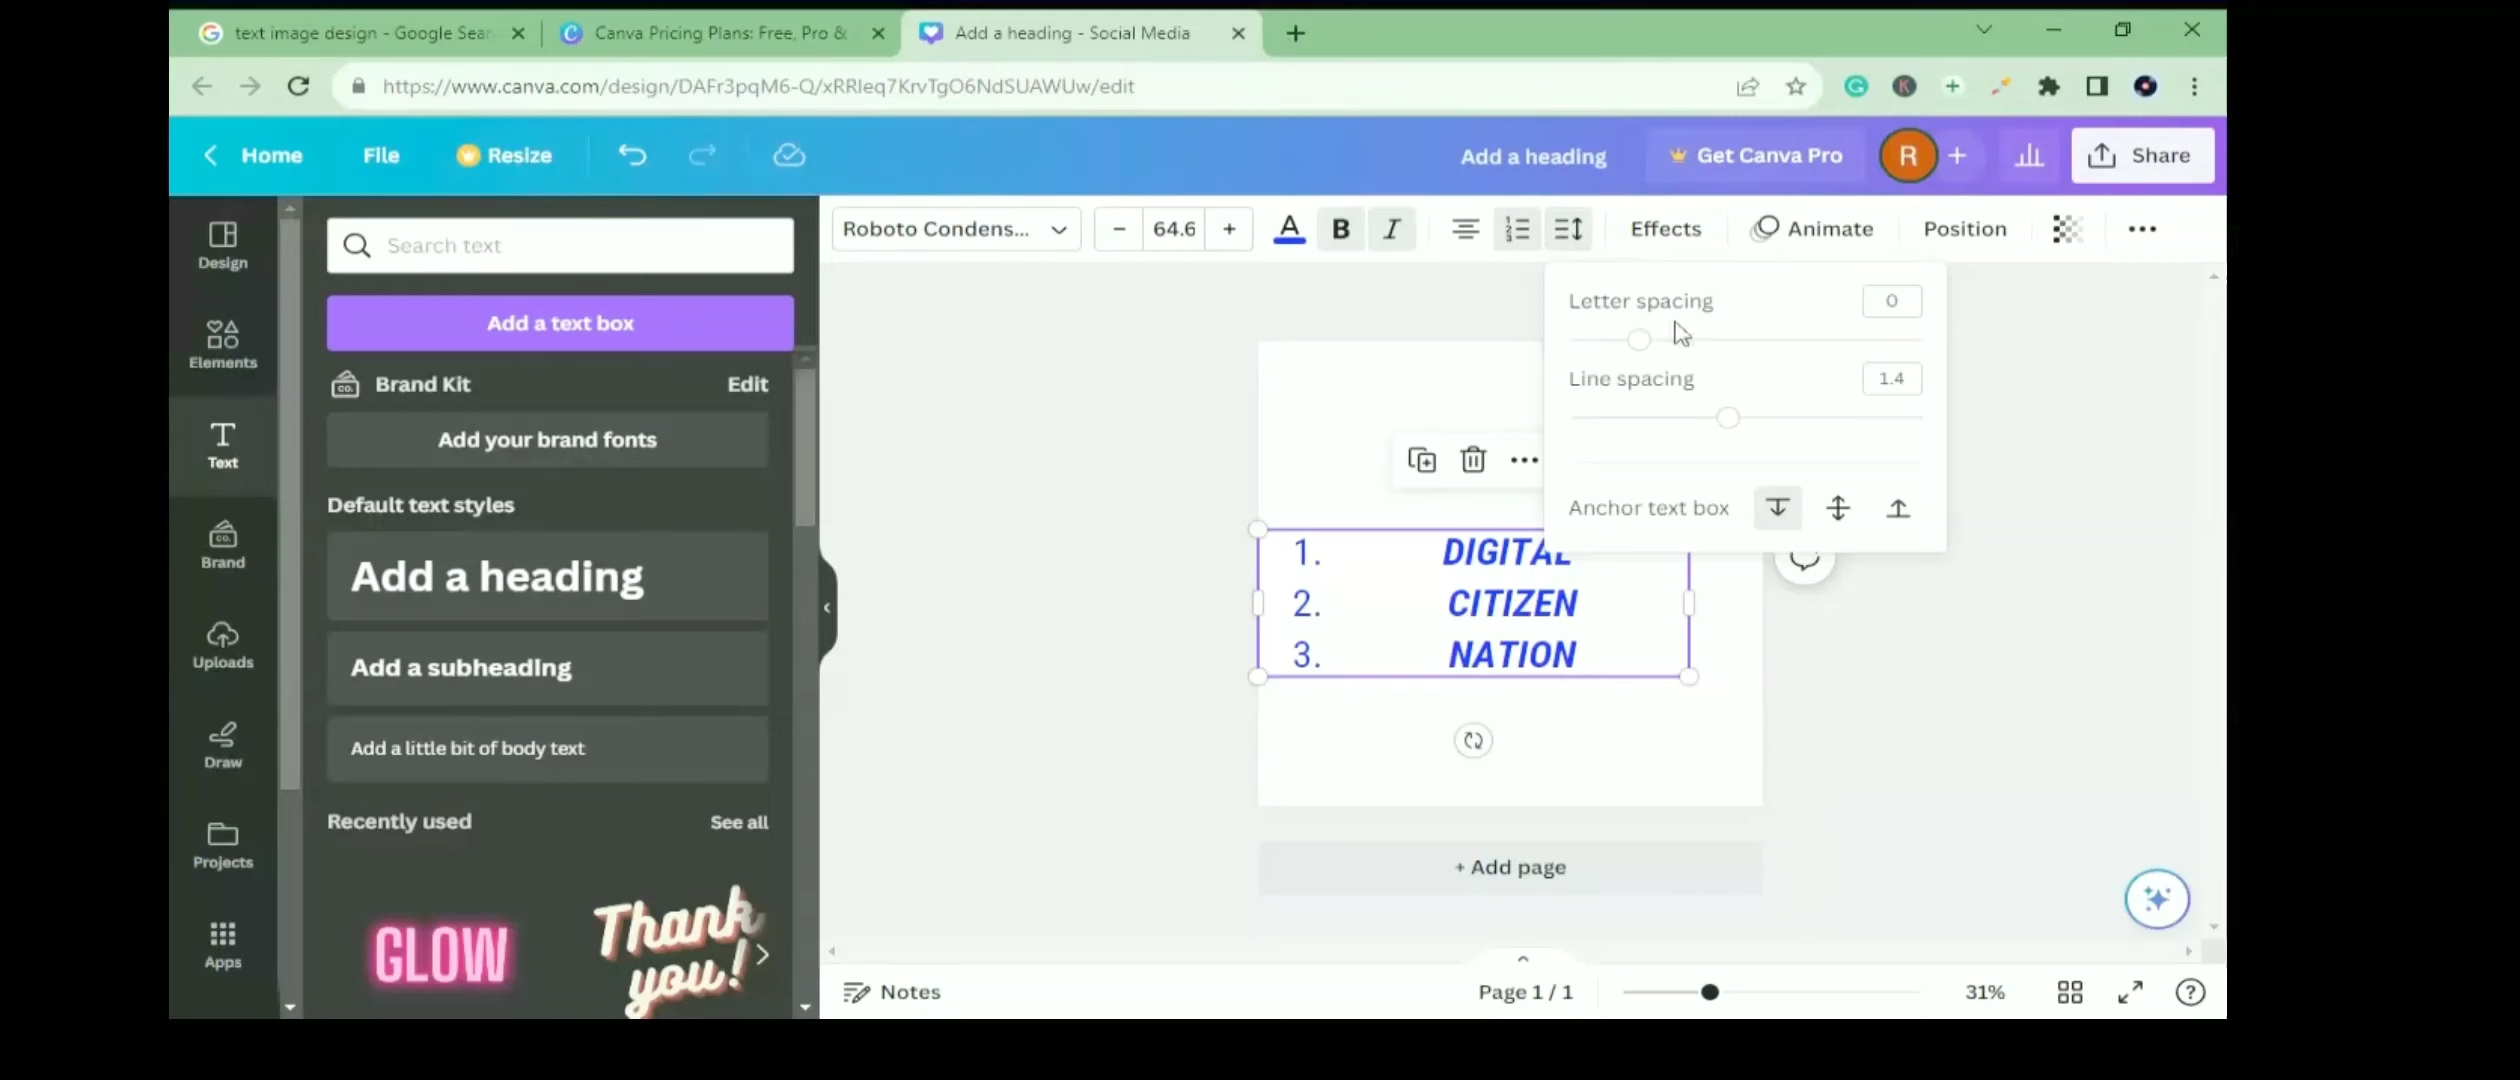 text image design - Google Sear
Canva Pricing Plans: Free, Pro &
Add a heading - Social Media
https://www.canva.com/design/DAFr3pqM6-Q/xRRleq7KrvTgO6NdSUAWUw/edit
Home
File
Resize
Add a heading
Get Canva Pro
R
Share
Design
Elements
Text
Brand
Uploads
Draw
Projects
Apps
Search text
Add a text box
Brand Kit
Edit
Add your brand fonts
Default text styles
Add a heading
Add a subheading
Add a little bit of body text
Recently used
See all
GLOW
Thank
you!
Roboto Condens...
64.6
A
B
I
Effects
Animate
Position
Letter spacing
0
Line spacing
1.4
Anchor text box
1. DIGITAL
2. CITIZEN
3. NATION
+ Add page
Notes
Page 1 / 1
31%